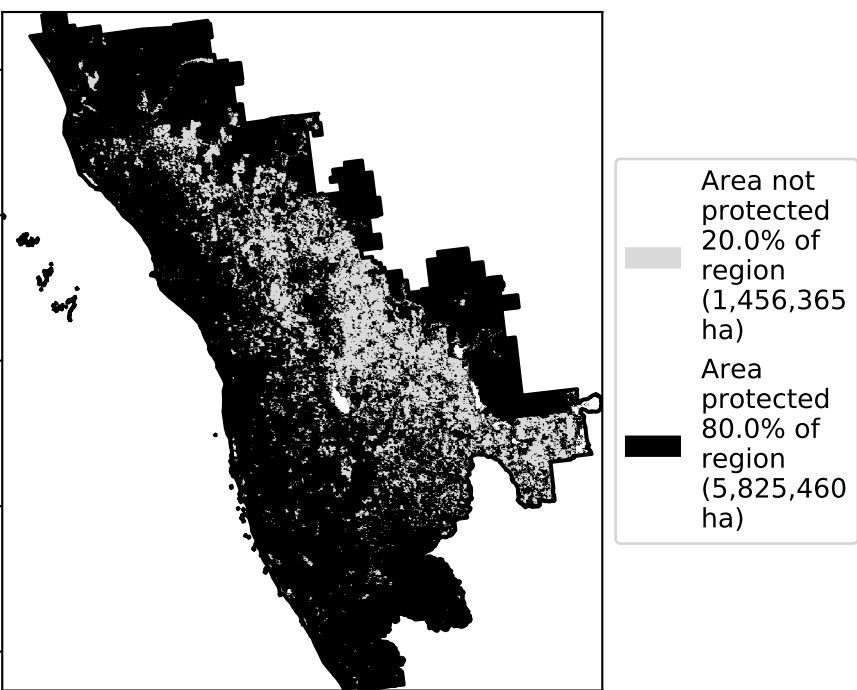 Area not
protected
20.0% of
region
(1,456,365
ha)
Area
protected
80.0% of
region
(5,825,460
ha)